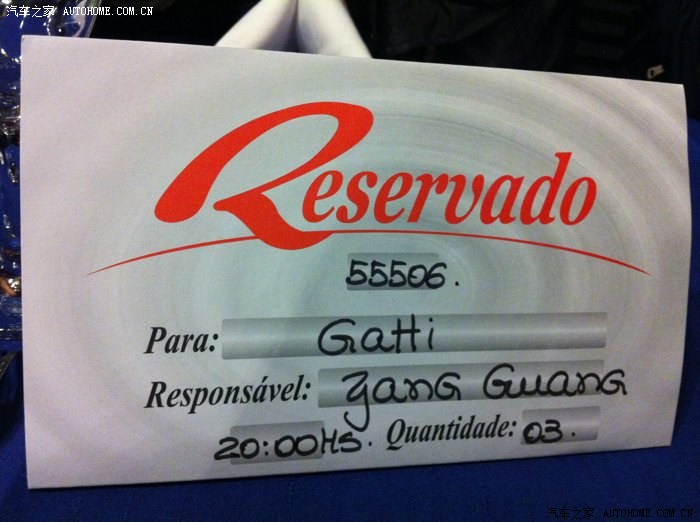 汽车之家 AUTOHOME.COM.CN
Reservado
55506.
Para: Gatti
Responsável: Yang Guang
20:00HS. Quantidade: 03.
汽车之家 AUTOHOME.COM.CN